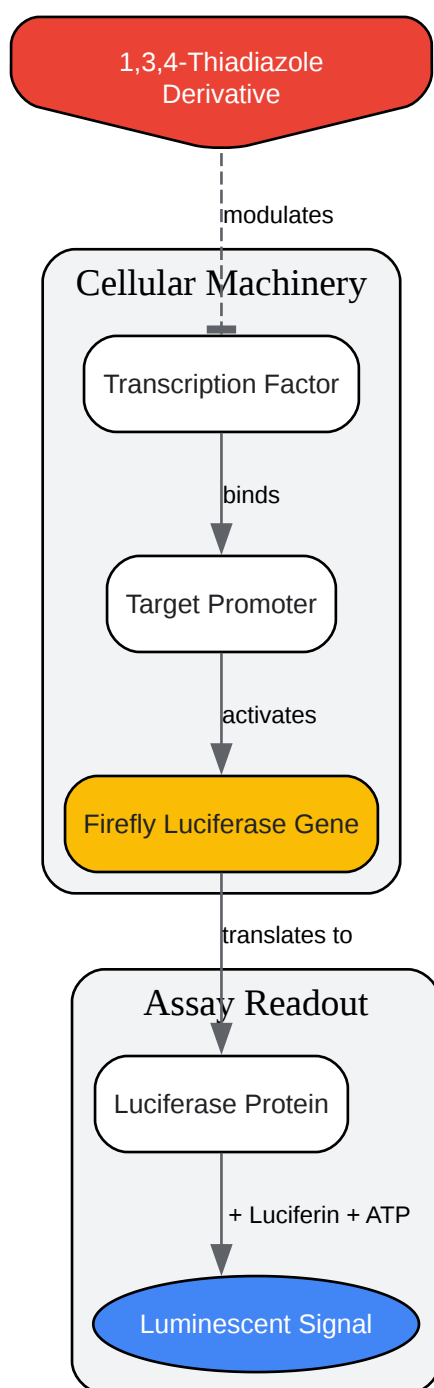 1,3,4-Thiadiazole
Derivative
modulates
Cellular Machinery
Transcription Factor
binds
Target Promoter
activates
Firefly Luciferase Gene
translates to
Assay Readout
Luciferase Protein
+ Luciferin + ATP
Luminescent Signal